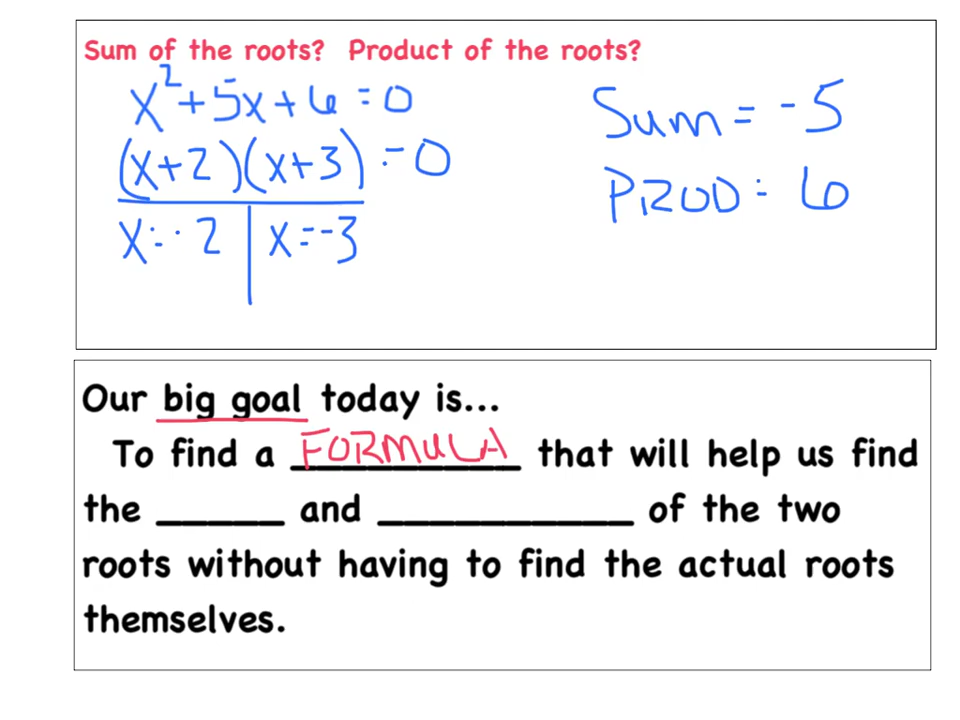 Sum of the roots? Product of the roots?
x²+5x+6=0
(x+2)(x+3)=0
x=-2 | x=-3
Sum = -5
PROD = 6
Our big goal today is...
To find a FORMULA that will help us find
the _____ and __________ of the two
roots without having to find the actual roots
themselves.